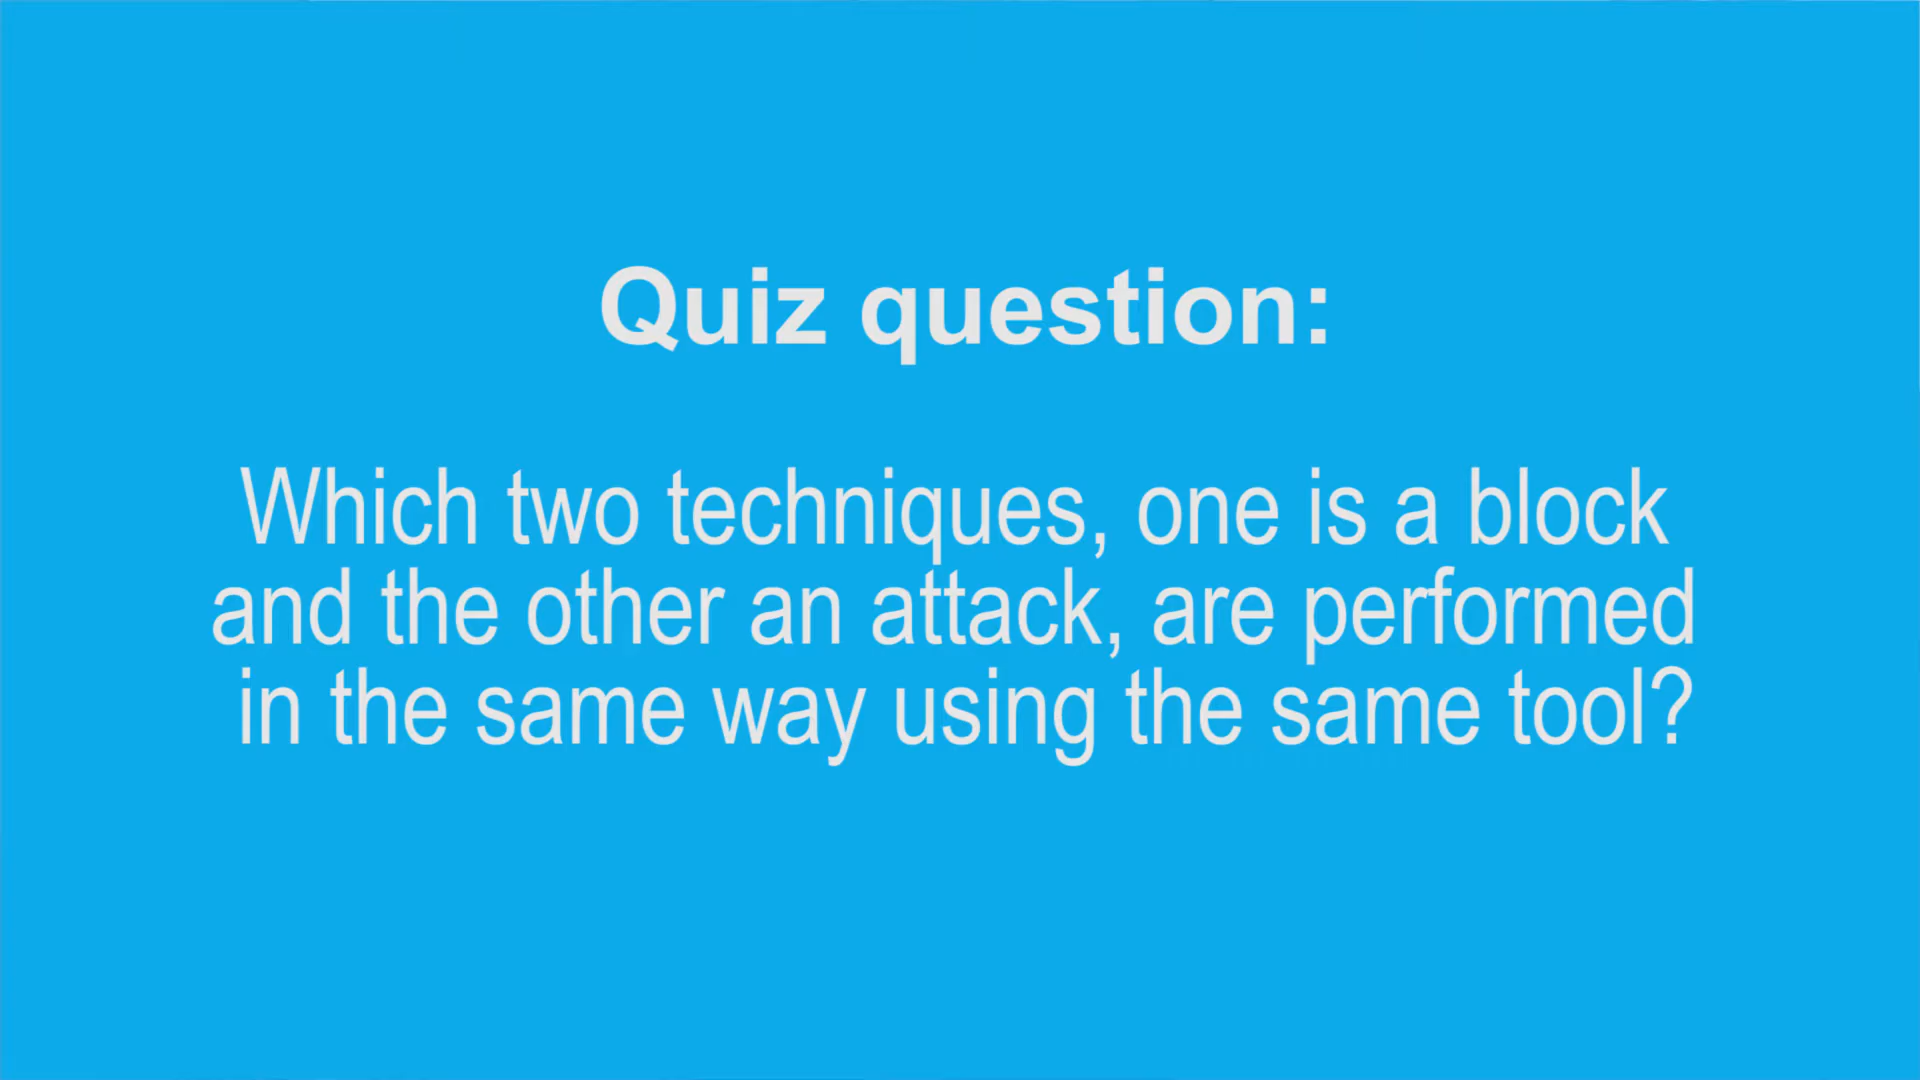 Quiz question:
Which two techniques, one is a block
and the other an attack, are performed
in the same way using the same tool?